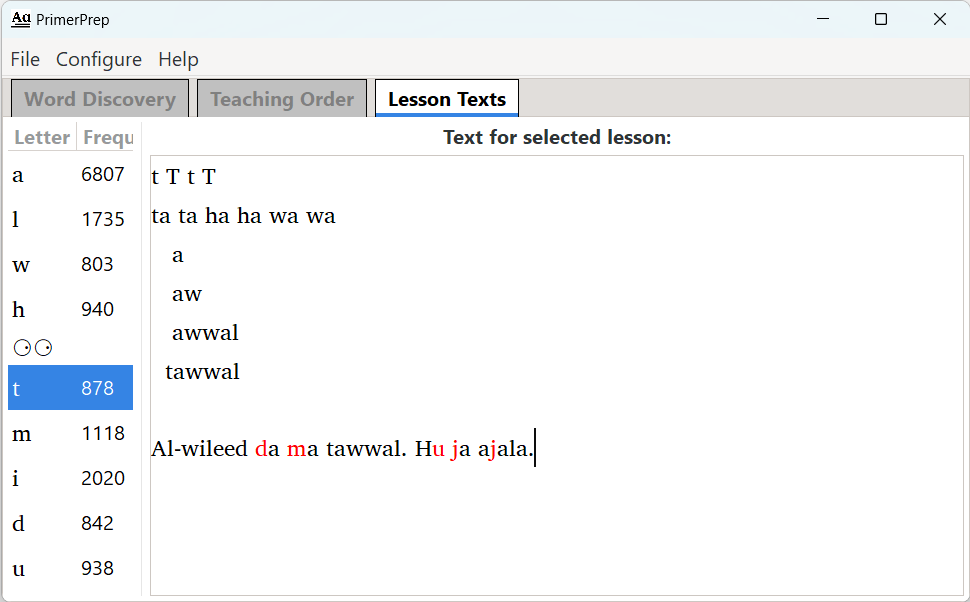 Aa PrimerPrep
File Configure Help
Word Discovery Teaching Order Lesson Texts
Letter Frequ
a 6807
l 1735
w 803
h 940
⚆⚆
t 878
m 1118
i 2020
d 842
u 938
Text for selected lesson:
t T t T
ta ta ha ha wa wa
a
aw
awwal
tawwal
Al-wileed da ma tawwal. Hu ja ajala.